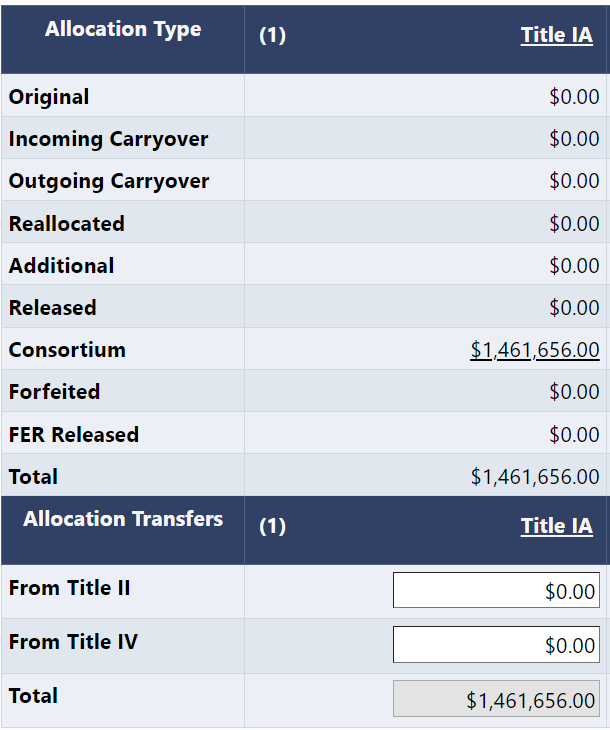 Allocation Type (1) Title IA
Original $0.00
Incoming Carryover $0.00
Outgoing Carryover $0.00
Reallocated $0.00
Additional $0.00
Released $0.00
Consortium $1,461,656.00
Forfeited $0.00
FER Released $0.00
Total $1,461,656.00
Allocation Transfers (1) Title IA
From Title II $0.00
From Title IV $0.00
Total $1,461,656.00